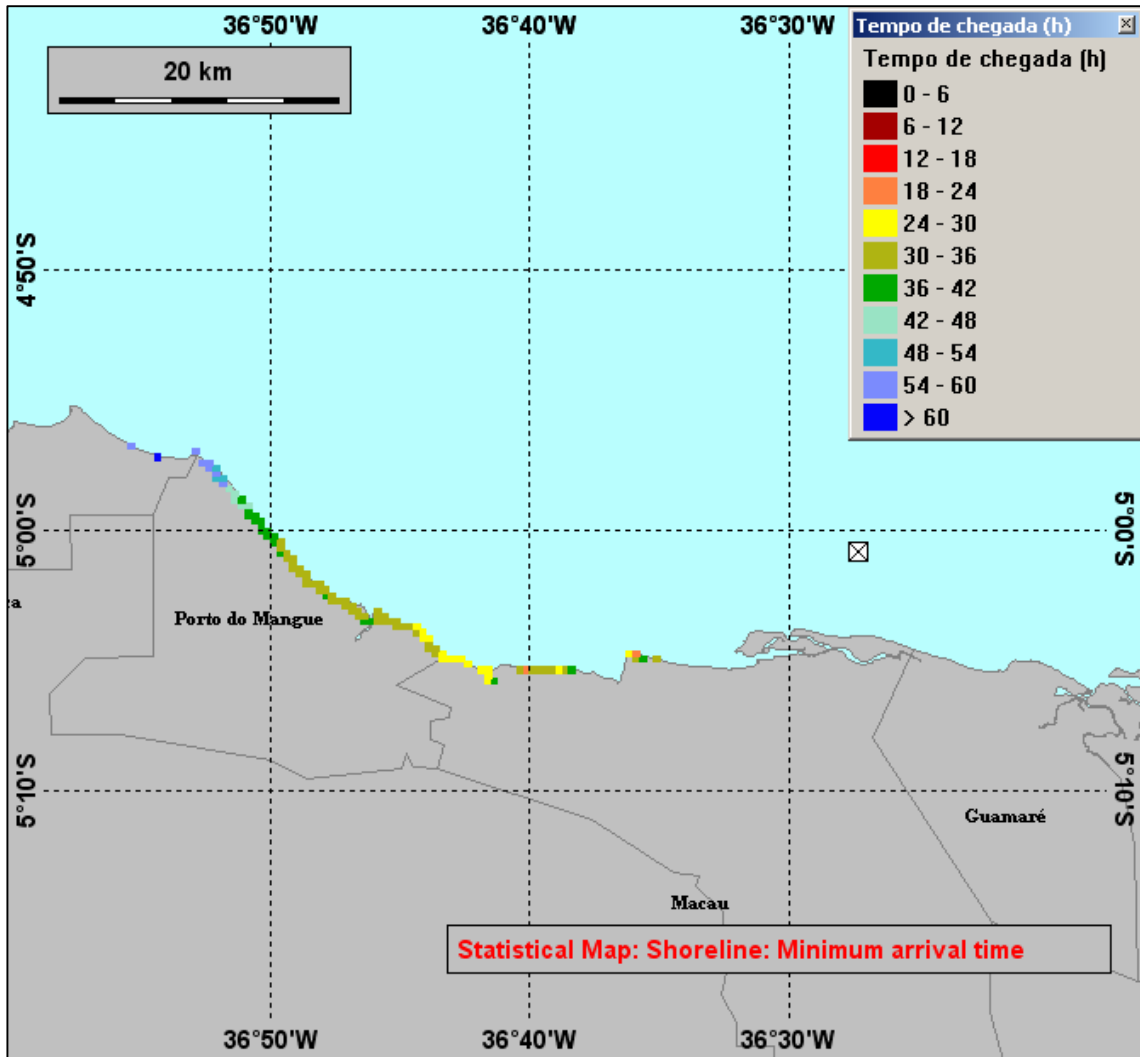 36°50'W
36°40'W
36°30'W
Tempo de chegada (h)
20 km
Tempo de chegada (h)
0 - 6
6 - 12
12 - 18
18 - 24
24 - 30
30 - 36
36 - 42
42 - 48
48 - 54
54 - 60
> 60
4°50'S
5°00'S
5°00'S
a
Porto do Mangue
5°10'S
5°10'S
Guamaré
Macau
Statistical Map: Shoreline: Minimum arrival time
36°50'W
36°40'W
36°30'W